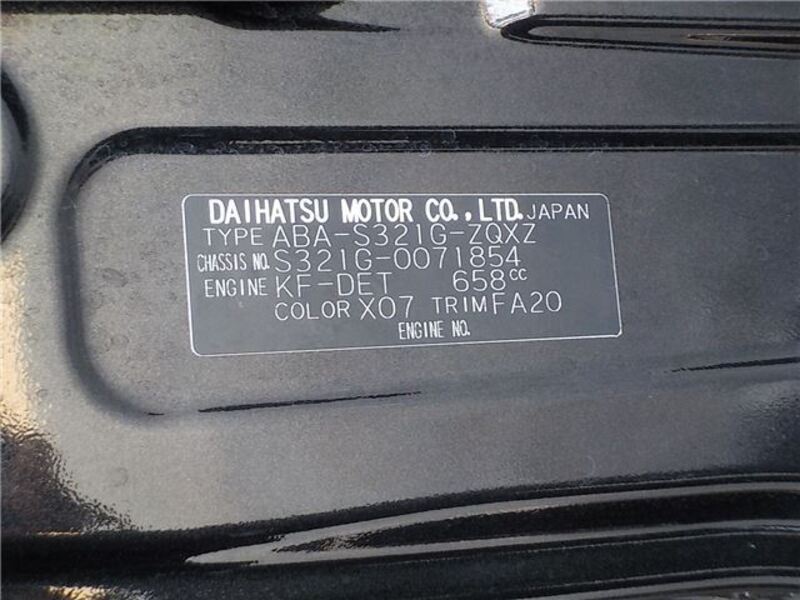 DAIHATSU MOTOR CO.,LTD. JAPAN
TYPE ABA-S321G-ZQXZ
CHASSIS NO. S321G-0071854
ENGINE KF-DET 658cc
COLOR X07 TRIM FA20
ENGINE NO.